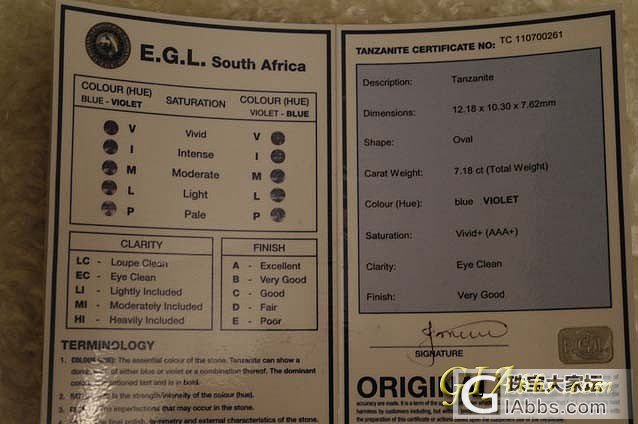 E.G.L. South Africa
COLOUR (HUE) SATURATION COLOUR (HUE)
BLUE - VIOLET VIOLET - BLUE
V Vivid V
I Intense I
M Moderate M
L Light L
P Pale P
CLARITY
LC - Loupe Clean
EC - Eye Clean
LI - Lightly Included
MI - Moderately Included
HI - Heavily Included
FINISH
A - Excellent
B - Very Good
C - Good
D - Fair
E - Poor
TERMINOLOGY
1. COLOUR (HUE): The essential colour of the stone. Tanzanite can show a
of either blue or violet or a combination thereof. The dominant
colour mentioned last and is in bold.
is the strength/intensity of the colour (hue).
imperfections that may occur in the stone.
polish, symmetry and external characteristics of the stone.
TANZANITE CERTIFICATE NO: TC 110700261
Description: Tanzanite
Dimensions: 12.18 x 10.30 x 7.62mm
Shape: Oval
Carat Weight: 7.18 ct (Total Weight)
Colour (Hue): blue VIOLET
Saturation: Vivid+ (AAA+)
Clarity: Eye Clean
Finish: Very Good
SIGNATURE
E.G.L.
珠宝大家坛
GIAbbs.com